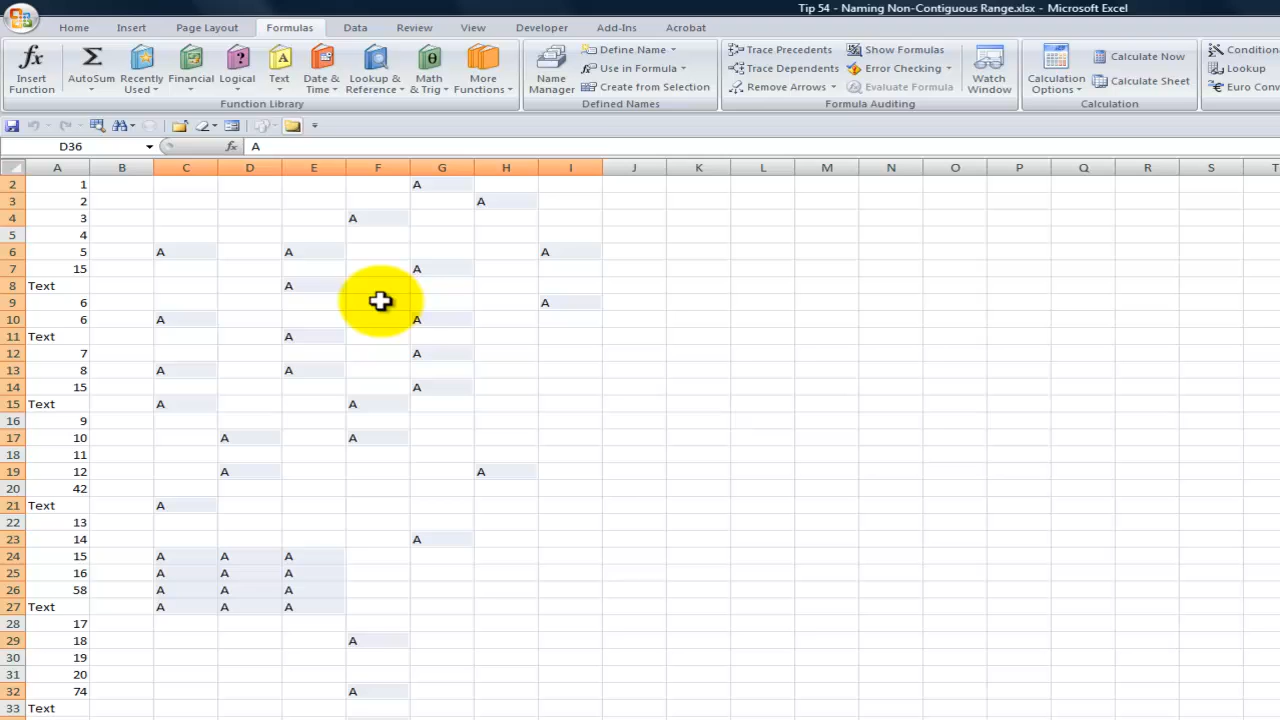 Tip 54 - Naming Non-Contiguous Range.xlsx - Microsoft Excel
Home Insert Page Layout Formulas Data Review View Developer Add-Ins Acrobat
fx Insert Function
Σ AutoSum
Recently Used
Financial
Logical
Text
Date & Time
Lookup & Reference
Math & Trig
More Functions
Function Library
Name Manager
Define Name
Use in Formula
Create from Selection
Defined Names
Trace Precedents
Trace Dependents
Remove Arrows
Show Formulas
Error Checking
Evaluate Formula
Watch Window
Formula Auditing
Calculation Options
Calculate Now
Calculate Sheet
Calculation
Condition
Lookup
Euro Conv
D36 fx A
A B C D E F G H I J K L M N O P Q R S T
2 1 A
3 2 A
4 3 A
5 4
6 5 A A A
7 15 A
8 Text A
9 6 A
10 6 A A
11 Text A
12 7 A
13 8 A A
14 15 A
15 Text A A
16 9
17 10 A A
18 11
19 12 A A
20 42
21 Text A
22 13
23 14 A
24 15 A A A
25 16 A A A
26 58 A A A
27 Text A A A
28 17
29 18 A
30 19
31 20
32 74 A
33 Text